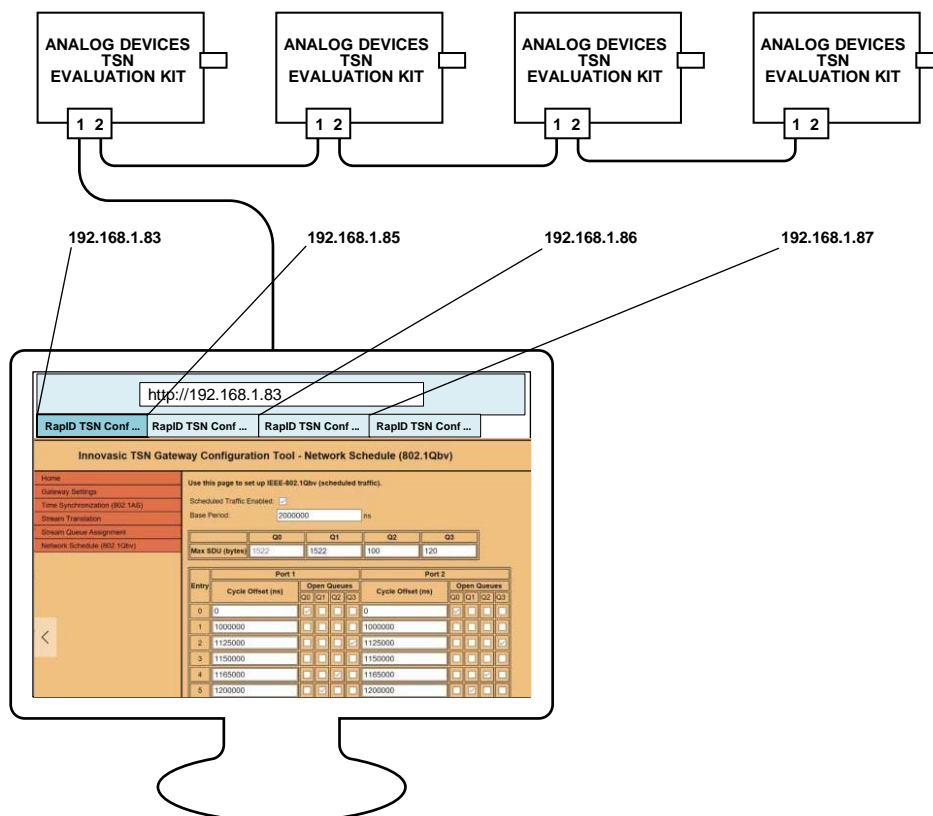 ANALOG DEVICES
TSN
EVALUATION KIT
1 2
ANALOG DEVICES
TSN
EVALUATION KIT
1 2
ANALOG DEVICES
TSN
EVALUATION KIT
1 2
ANALOG DEVICES
TSN
EVALUATION KIT
1 2
192.168.1.83 192.168.1.85 192.168.1.86 192.168.1.87
http://192.168.1.83
RapID TSN Conf ... RapID TSN Conf ... RapID TSN Conf ... RapID TSN Conf ...
Innovasic TSN Gateway Configuration Tool - Network Schedule (802.1Qbv)
Home
Gateway Settings
Time Synchronization (802.1AS)
Stream Translation
Stream Queue Assignment
Network Schedule (802.1Qbv)
Use this page to set up IEEE-802.1Qbv (scheduled traffic).
Scheduled Traffic Enabled:
Base Period: 2000000 ns
Q0 Q1 Q2 Q3
Max SDU (bytes) 1522 1522 100 120
Port 1 Port 2
Entry Cycle Offset (ns) Open Queues Cycle Offset (ns) Open Queues
Q0 Q1 Q2 Q3 Q0 Q1 Q2 Q3
0 0 0
1 1000000 1000000
2 1125000 1125000
3 1150000 1150000
4 1165000 1165000
5 1200000 1200000